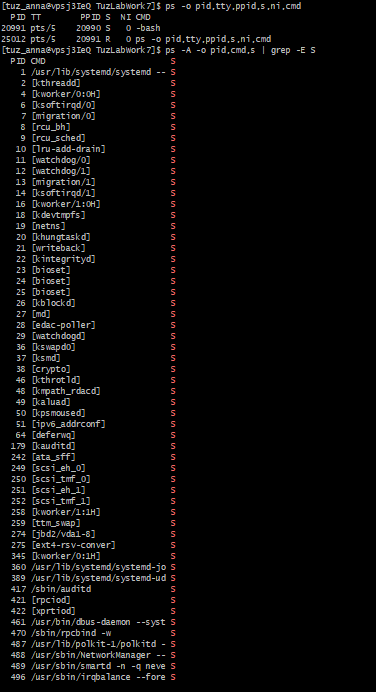 [tuz_anna@vpsj3IeQ TuzLabWork7]$ ps -o pid,tty,ppid,s,ni,cmd
PID TT PPID S NI CMD
20991 pts/5 20990 S 0 -bash
25012 pts/5 20991 R 0 ps -o pid,tty,ppid,s,ni,cmd
[tuz_anna@vpsj3IeQ TuzLabWork7]$ ps -A -o pid,cmd,s | grep -E S
PID CMD S
1 /usr/lib/systemd/systemd -- S
2 [kthreadd] S
4 [kworker/0:0H] S
6 [ksoftirqd/0] S
7 [migration/0] S
8 [rcu_bh] S
9 [rcu_sched] S
10 [lru-add-drain] S
11 [watchdog/0] S
12 [watchdog/1] S
13 [migration/1] S
14 [ksoftirqd/1] S
16 [kworker/1:0H] S
18 [kdevtmpfs] S
19 [netns] S
20 [khungtaskd] S
21 [writeback] S
22 [kintegrityd] S
23 [bioset] S
24 [bioset] S
25 [bioset] S
26 [kblockd] S
27 [md] S
28 [edac-poller] S
29 [watchdogd] S
36 [kswapd0] S
37 [ksmd] S
38 [crypto] S
46 [kthrotld] S
48 [kmpath_rdacd] S
49 [kaluad] S
50 [kpsmoused] S
51 [ipv6_addrconf] S
64 [deferwq] S
179 [kauditd] S
242 [ata_sff] S
249 [scsi_eh_0] S
250 [scsi_tmf_0] S
251 [scsi_eh_1] S
252 [scsi_tmf_1] S
258 [kworker/1:1H] S
259 [ttm_swap] S
274 [jbd2/vda1-8] S
275 [ext4-rsv-conver] S
345 [kworker/0:1H] S
360 /usr/lib/systemd/systemd-jo S
389 /usr/lib/systemd/systemd-ud S
417 /sbin/auditd S
421 [rpciod] S
422 [xprtiod] S
461 /usr/bin/dbus-daemon --syst S
470 /sbin/rpcbind -w S
487 /usr/lib/polkit-1/polkitd - S
488 /usr/sbin/NetworkManager -- S
489 /usr/sbin/smartd -n -q neve S
496 /usr/sbin/irqbalance --fore S